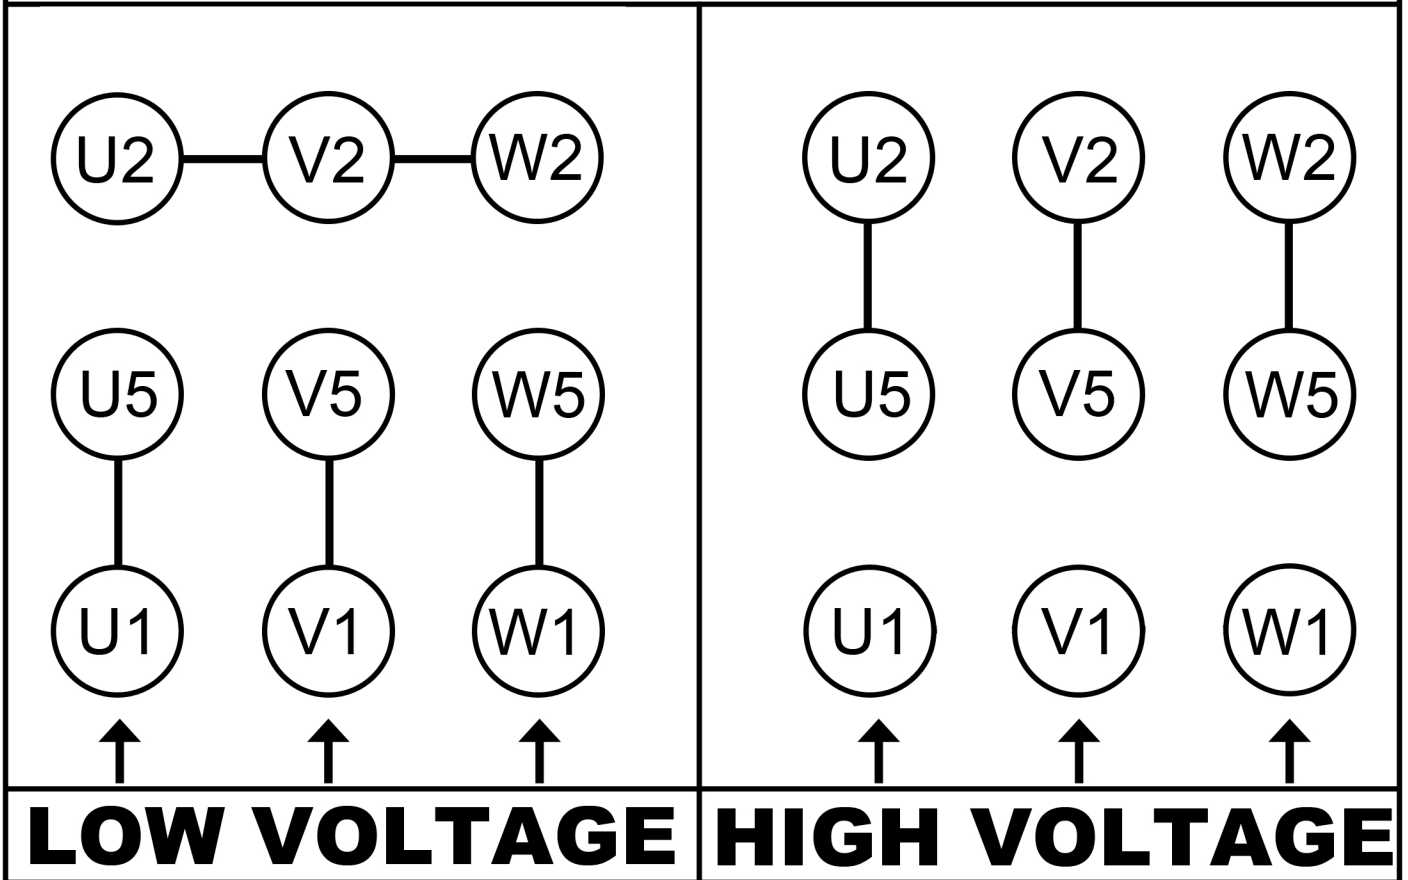 U2 V2 W2 U2 V2 W2
U5 V5 W5 U5 V5 W5
U1 V1 W1 U1 V1 W1
LOW VOLTAGE HIGH VOLTAGE